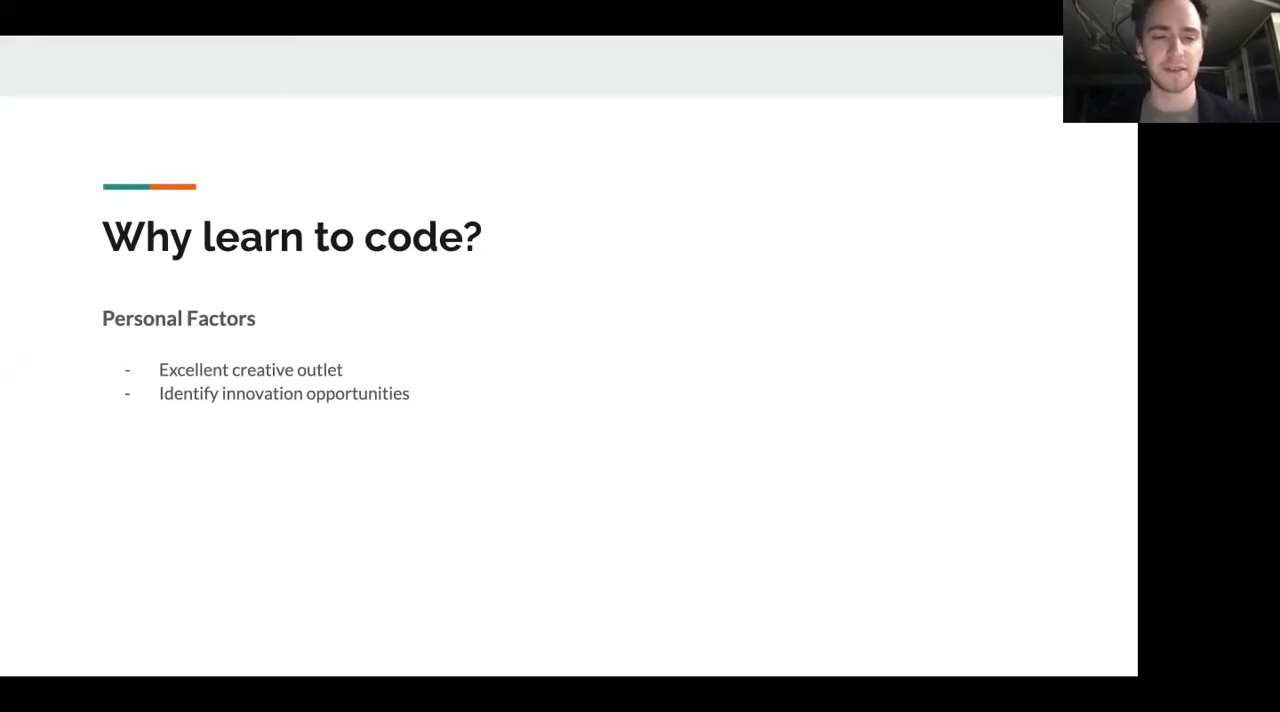 Why learn to code?
Personal Factors
- Excellent creative outlet
- Identify innovation opportunities